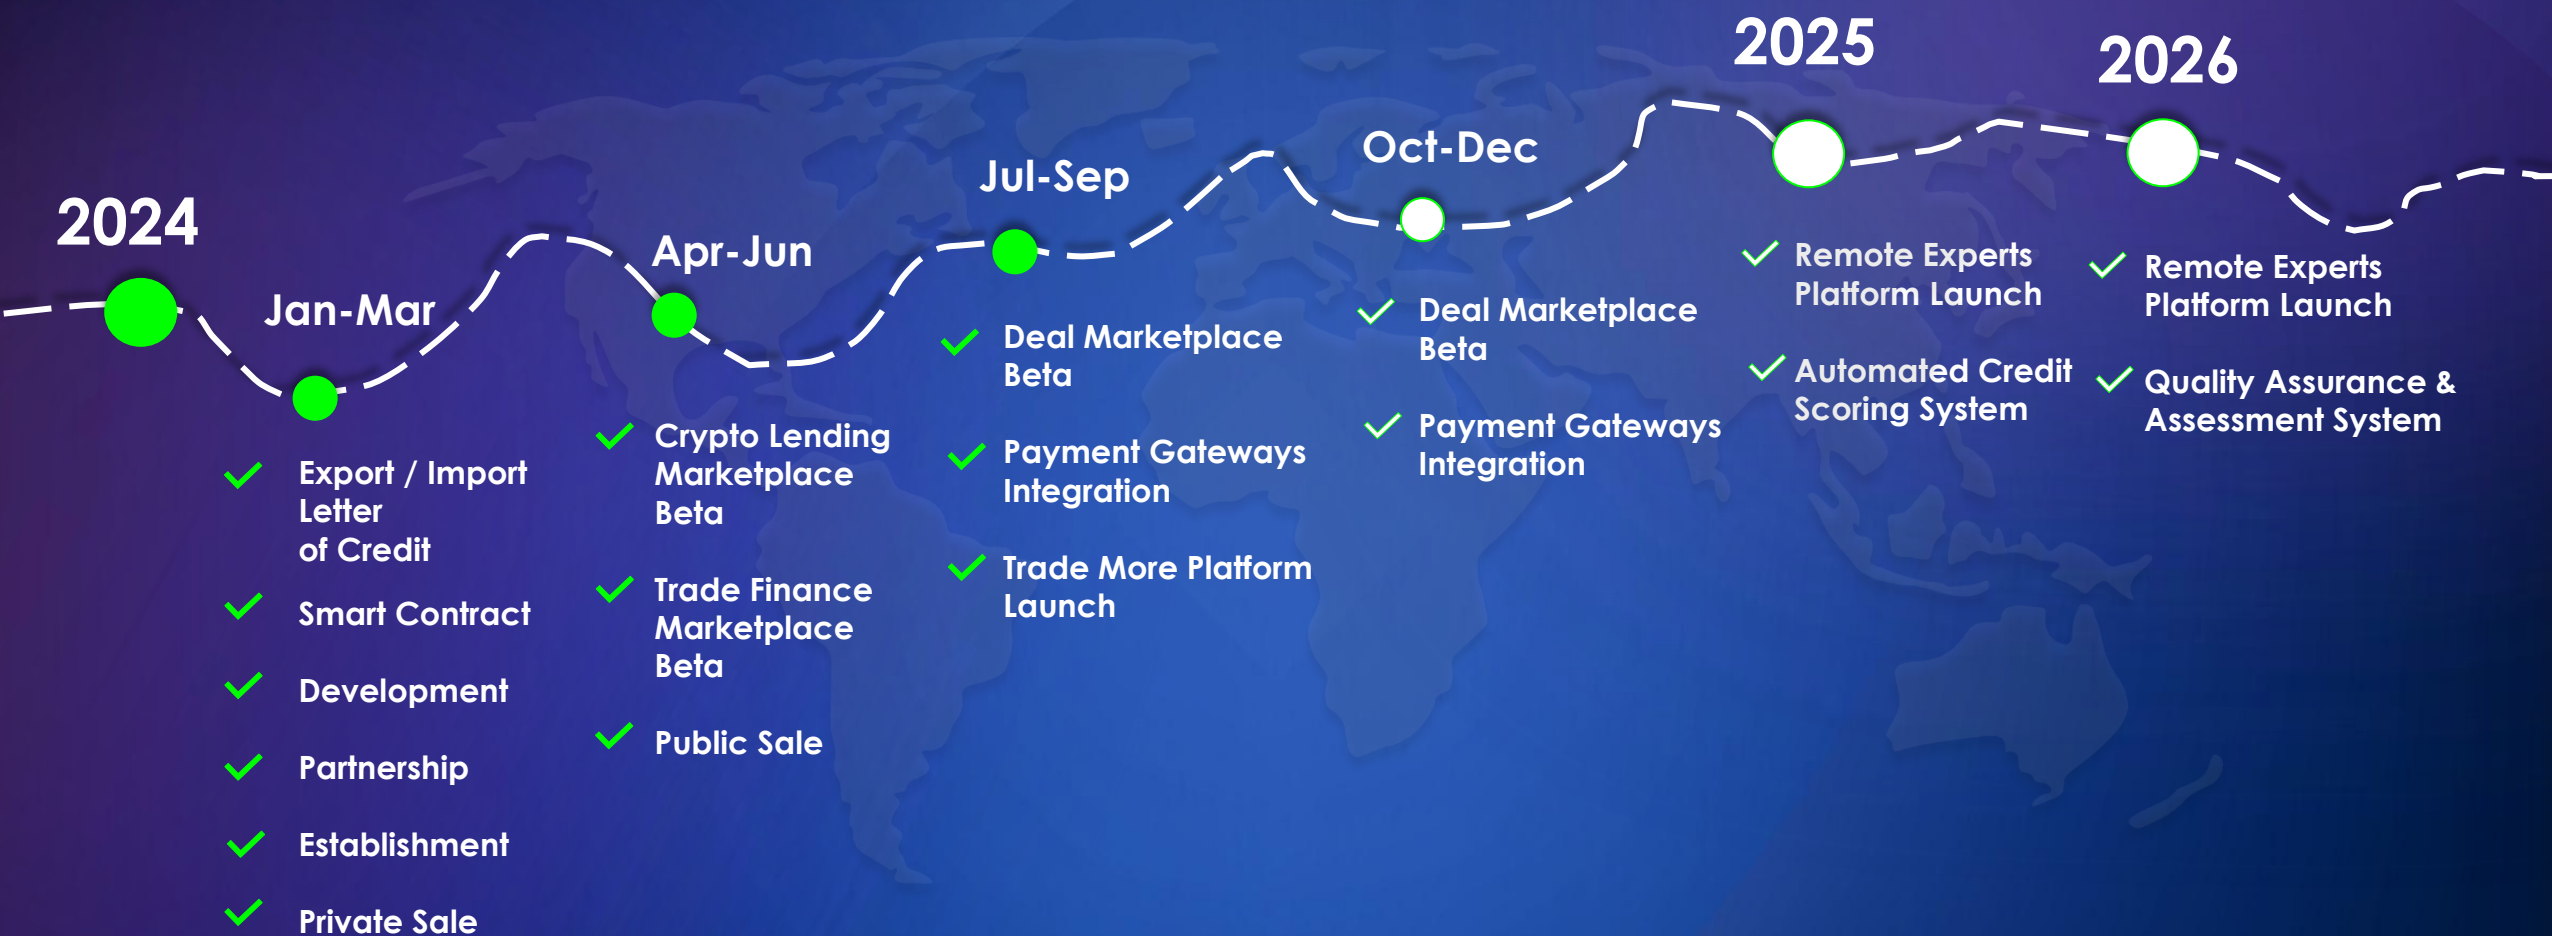 2024
Jan-Mar
Export / Import
Letter
of Credit
Smart Contract
Development
Partnership
Establishment
Private Sale
Apr-Jun
Crypto Lending
Marketplace
Beta
Trade Finance
Marketplace
Beta
Public Sale
Jul-Sep
Deal Marketplace
Beta
Payment Gateways
Integration
Trade More Platform
Launch
Oct-Dec
Deal Marketplace
Beta
Payment Gateways
Integration
2025
Remote Experts
Platform Launch
Automated Credit
Scoring System
2026
Remote Experts
Platform Launch
Quality Assurance &
Assessment System